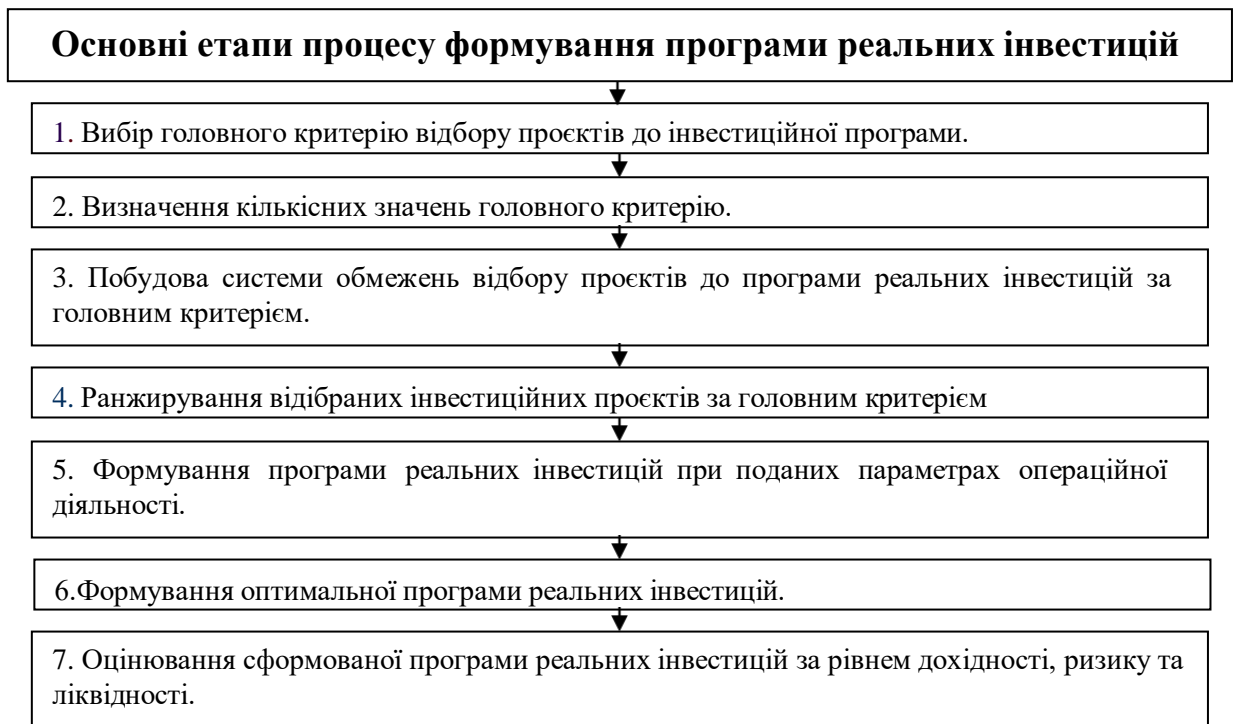 Основні етапи процесу формування програми реальних інвестицій
1. Вибір головного критерію відбору проєктів до інвестиційної програми.
2. Визначення кількісних значень головного критерію.
3. Побудова системи обмежень відбору проєктів до програми реальних інвестицій за
головним критерієм.
4. Ранжирування відібраних інвестиційних проєктів за головним критерієм
5. Формування програми реальних інвестицій при поданих параметрах операційної
діяльності.
6.Формування оптимальної програми реальних інвестицій.
7. Оцінювання сформованої програми реальних інвестицій за рівнем дохідності, ризику та
ліквідності.